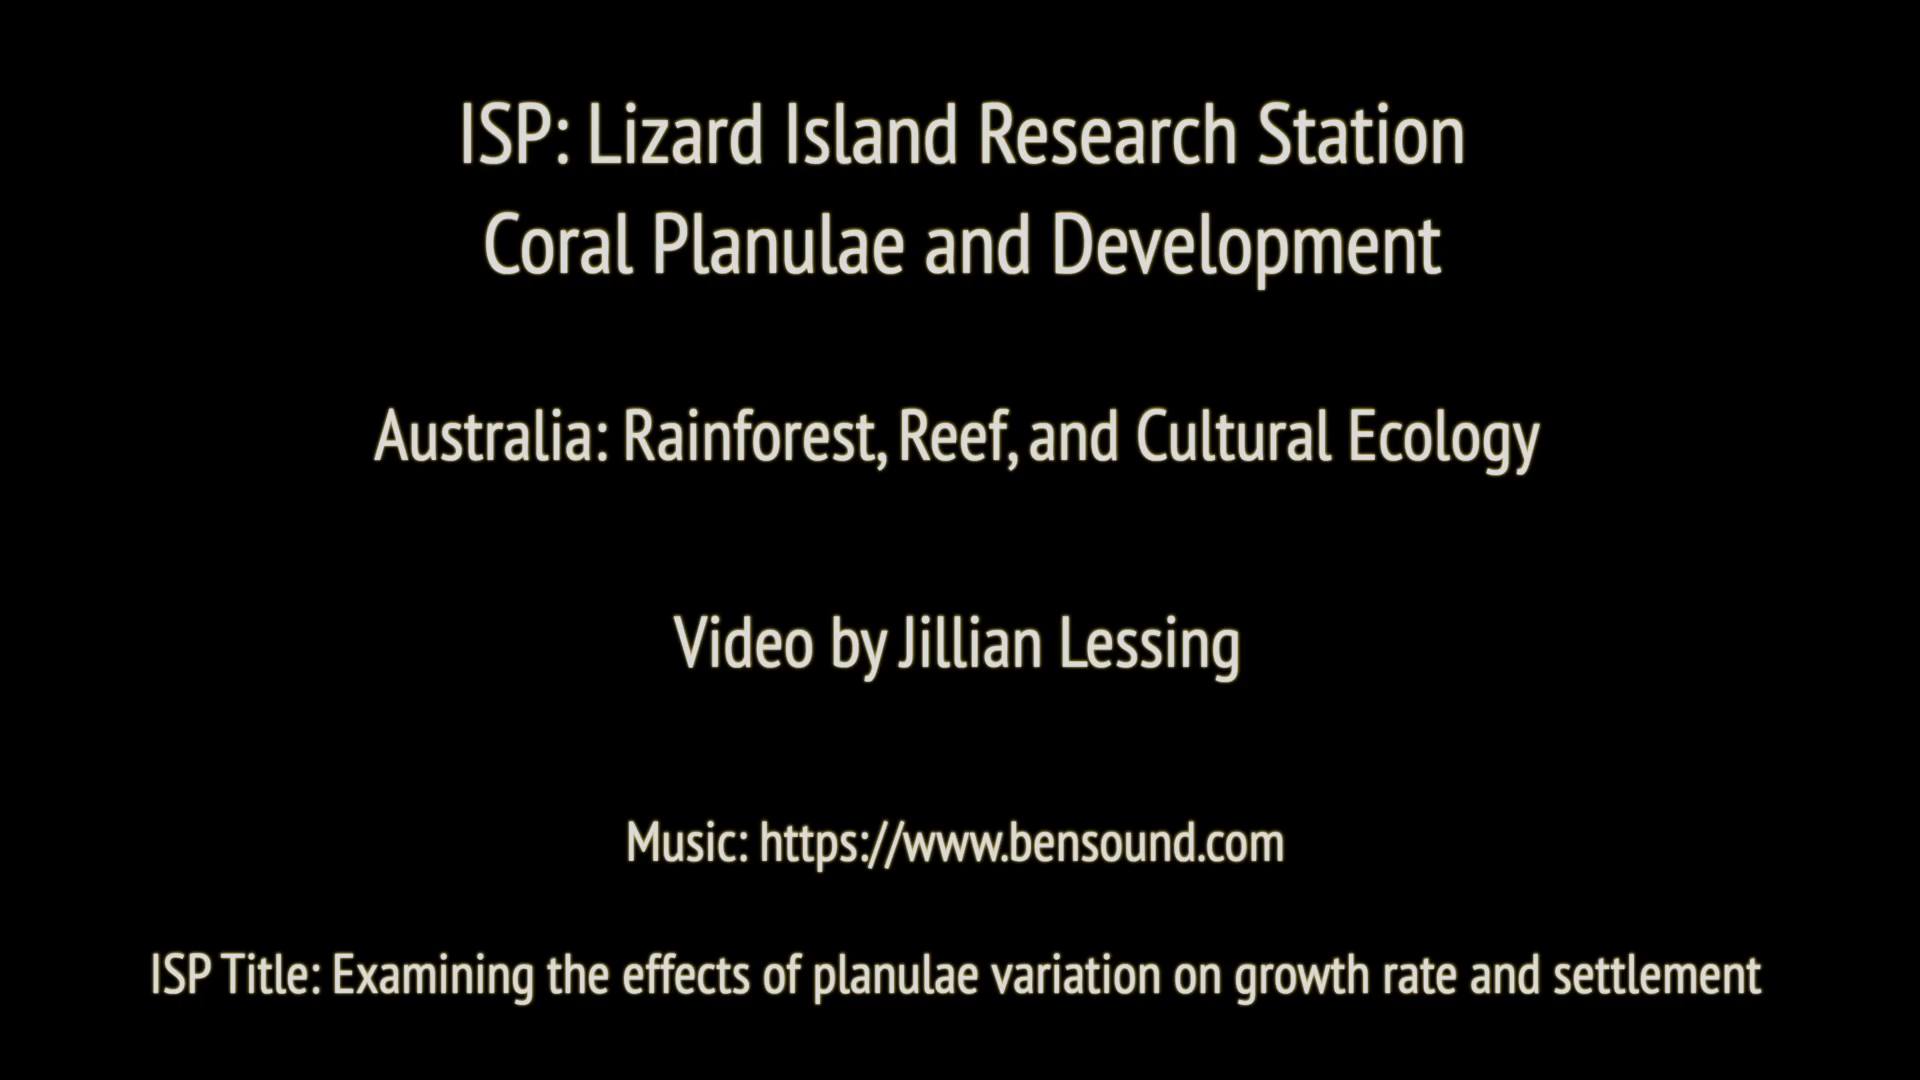 ISP: Lizard Island Research Station
Coral Planulae and Development
Australia: Rainforest, Reef, and Cultural Ecology
Video by Jillian Lessing
Music: https://www.bensound.com
ISP Title: Examining the effects of planulae variation on growth rate and settlement